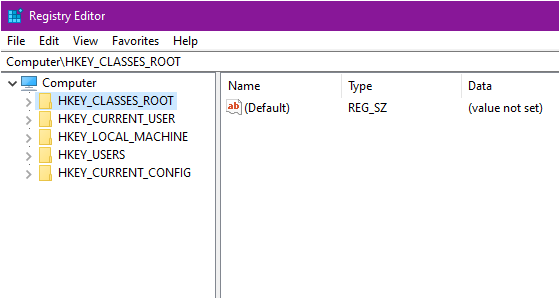 Registry Editor
File Edit View Favorites Help
Computer\HKEY_CLASSES_ROOT
Computer
HKEY_CLASSES_ROOT
HKEY_CURRENT_USER
HKEY_LOCAL_MACHINE
HKEY_USERS
HKEY_CURRENT_CONFIG
Name Type Data
ab (Default) REG_SZ (value not set)